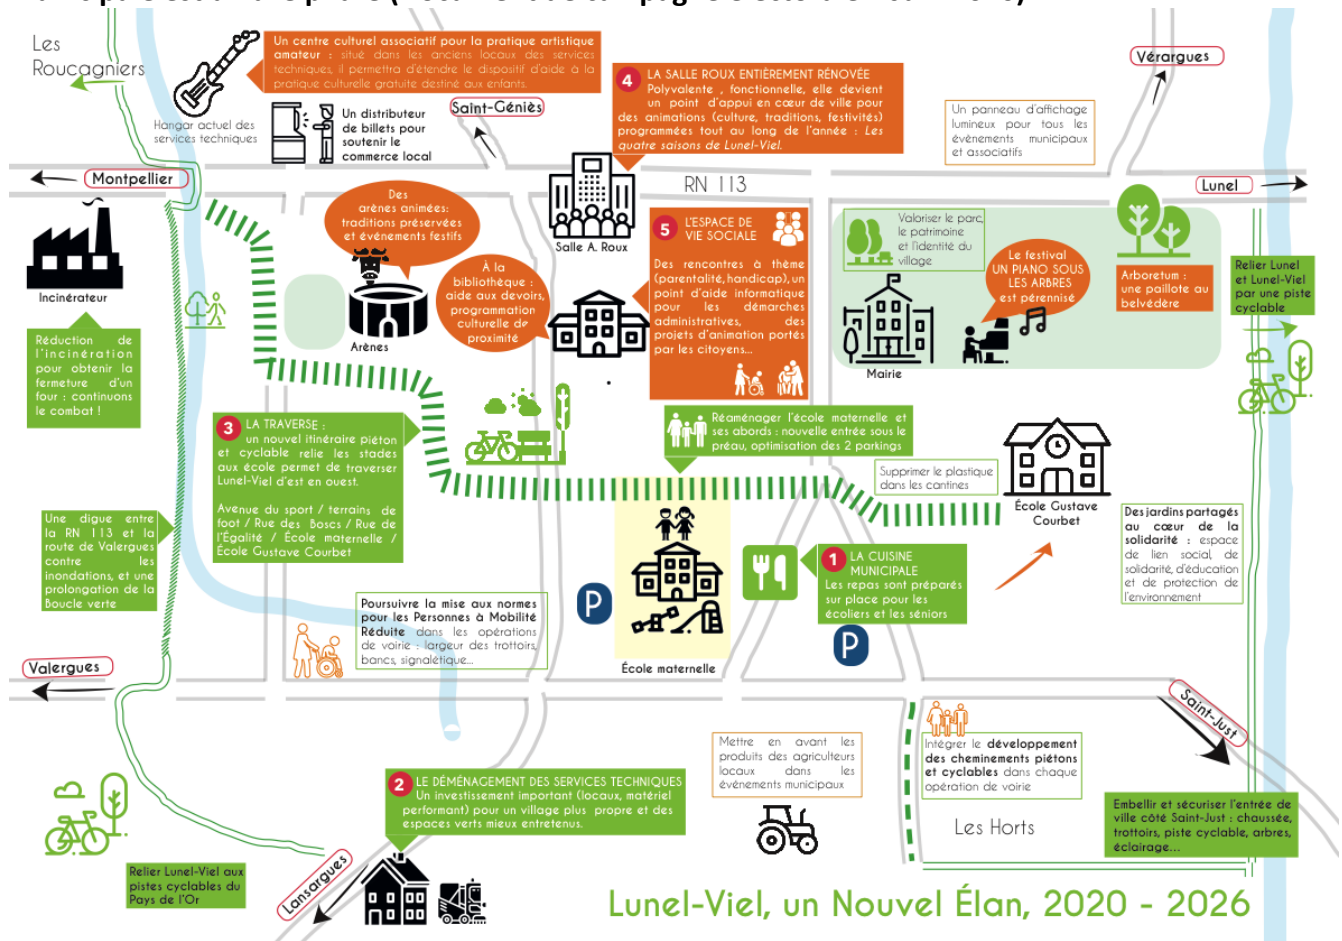 Les
Roucagniers
Un centre culturel associatif pour la pratique artistique
amateur : situé dans les anciens locaux des services
techniques, il permettra d'étendre le dispositif d'aide à la
pratique culturelle gratuite destiné aux enfants.
Hangar actuel des
services techniques
Un distributeur
de billets pour
soutenir le
commerce local
Saint-Géniès
4 LA SALLE ROUX ENTIÈREMENT RÉNOVÉE
Polyvalente , fonctionnelle, elle devient
un point d'appui en cœur de ville pour
des animations (culture, traditions, festivités)
programmées tout au long de l'année : Les
quatre saisons de Lunel-Viel.
Vérargues
Un panneau d'affichage
lumineux pour tous les
évènements municipaux
et associatifs
Montpellier
RN 113
Lunel
Incinérateur
Des
arènes animées:
traditions préservées
et événements festifs
Arènes
Salle A. Roux
À la
bibliothèque :
aide aux devoirs,
programmation
culturelle de
proximité
5 L'ESPACE DE
VIE SOCIALE
Des rencontres à thème
(parentalité, handicap), un
point d'aide informatique
pour les démarches
administratives, des
projets d'animation portés
par les citoyens...
Valoriser le parc,
le patrimoine
et l'identité du
village
Mairie
Le festival
UN PIANO SOUS
LES ARBRES
est pérennisé
Arboretum :
une paillote au
belvédère
Relier Lunel
et Lunel-Viel
par une piste
cyclable
Réduction de
l'incinération
pour obtenir la
fermeture d'un
four : continuons
le combat !
3 LA TRAVERSE :
un nouvel itinéraire piéton
et cyclable relie les stades
aux école permet de traverser
Lunel-Viel d'est en ouest.
Avenue du sport / terrains de
foot / Rue des Boscs / Rue de
l'Égalité / École maternelle /
École Gustave Courbet
Réaménager l'école maternelle et
ses abords : nouvelle entrée sous le
préau, optimisation des 2 parkings
Supprimer le plastique
dans les cantines
École Gustave
Courbet
Une digue entre
la RN 113 et la
route de Valergues
contre les
inondations, et une
prolongation de la
Boucle verte
Des jardins partagés
au cœur de la
solidarité : espace
de lien social, de
solidarité, d'éducation
et de protection de
l'environnement
1 LA CUISINE
MUNICIPALE
Les repas sont préparés
sur place pour les
écoliers et les séniors
P
P
Poursuivre la mise aux normes
pour les Personnes à Mobilité
Réduite dans les opérations
de voirie : largeur des trottoirs,
bancs, signalétique...
École maternelle
Valergues
Saint-Just
Mettre en avant les
produits des agriculteurs
locaux dans les
événements municipaux
Intégrer le développement
des cheminements piétons
et cyclables dans chaque
opération de voirie
2 LE DÉMÉNAGEMENT DES SERVICES TECHNIQUES
Un investissement important (locaux, matériel
performant) pour un village plus propre et des
espaces verts mieux entretenus.
Les Horts
Embellir et sécuriser l'entrée de
ville côté Saint-Just : chaussée,
trottoirs, piste cyclable, arbres,
éclairage...
Relier Lunel-Viel aux
pistes cyclables du
Pays de l'Or
Lansargues
Lunel-Viel, un Nouvel Élan, 2020 - 2026